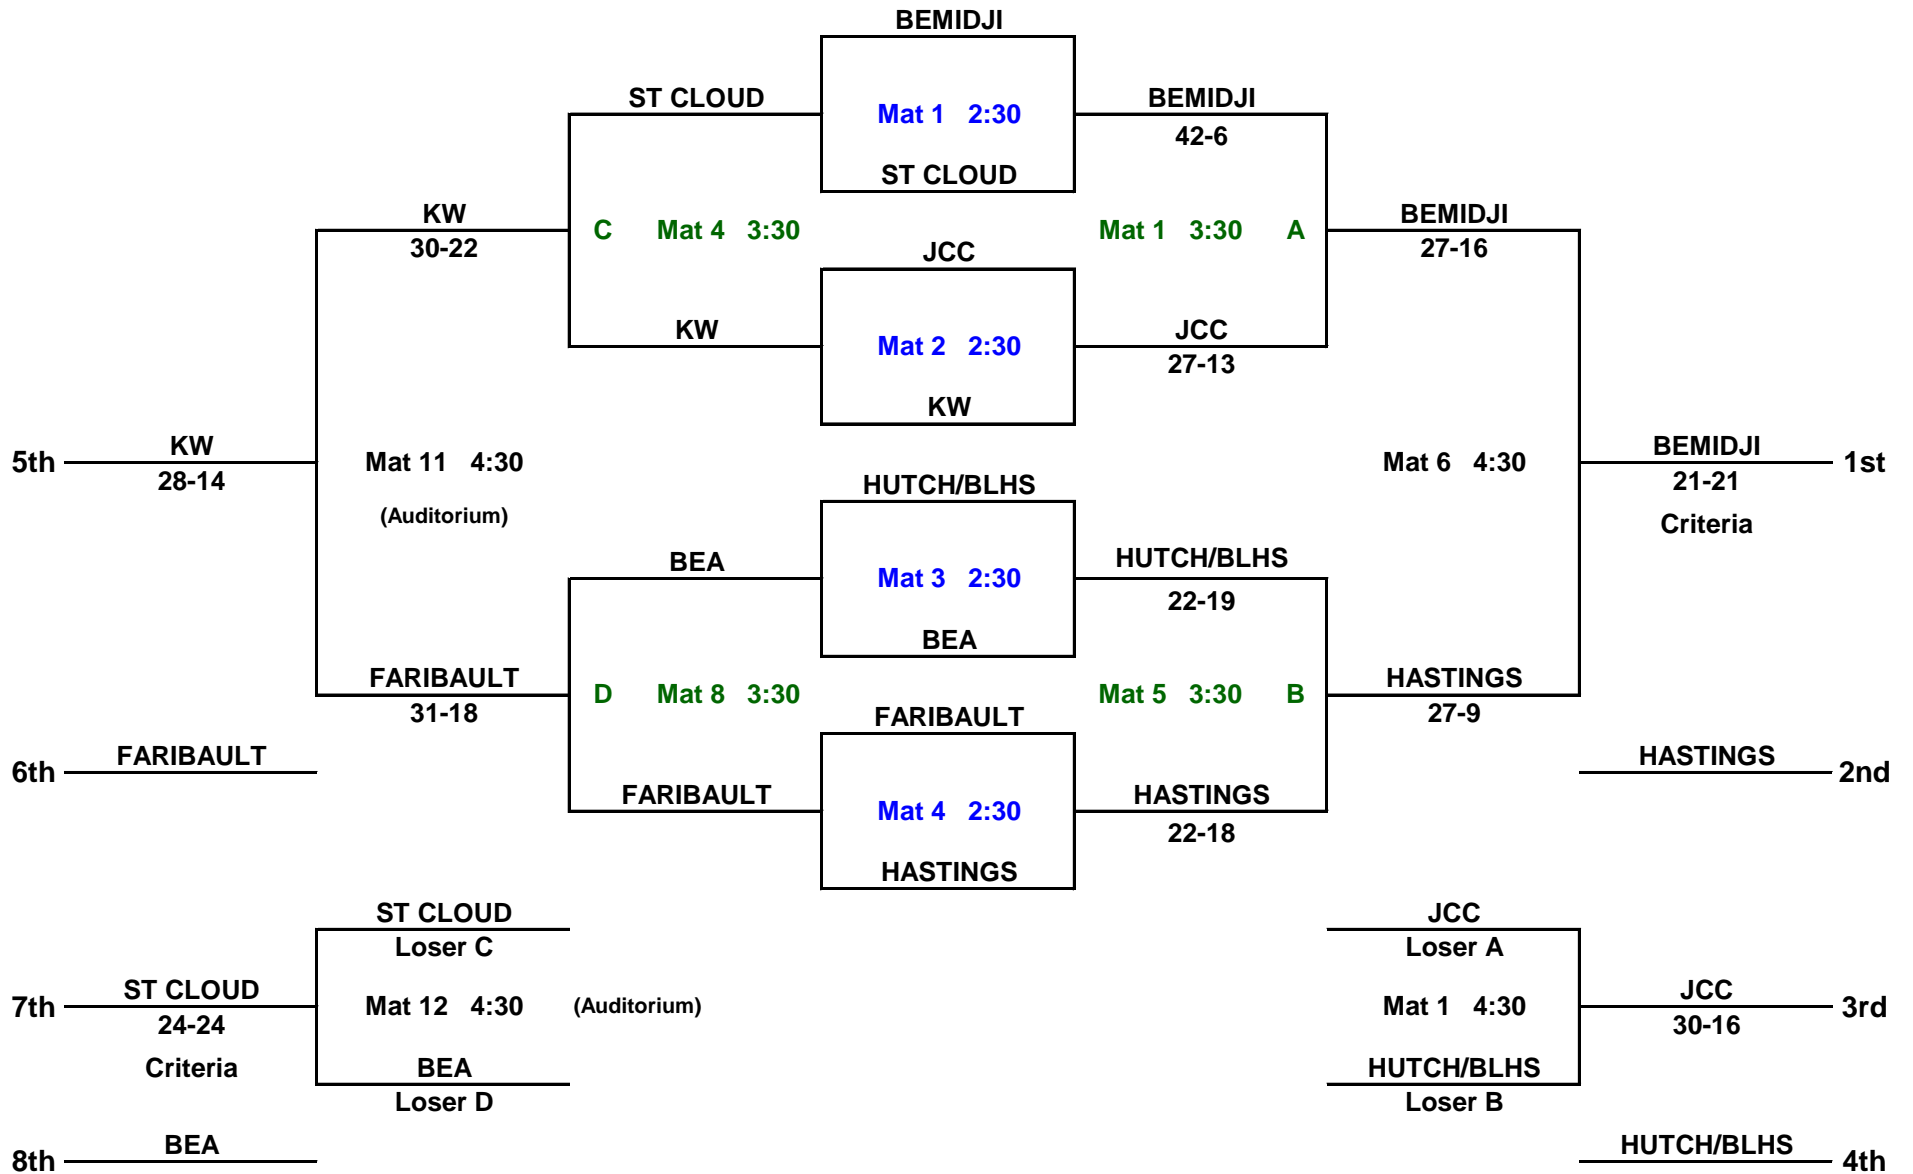 BEMIDJI
ST CLOUD
Mat 1 2:30
BEMIDJI
42-6
ST CLOUD
KW
30-22
C Mat 4 3:30
Mat 1 3:30 A
BEMIDJI
27-16
JCC
KW
Mat 2 2:30
JCC
27-13
KW
5th
KW
28-14
Mat 11 4:30
(Auditorium)
Mat 6 4:30
BEMIDJI
21-21
Criteria
1st
HUTCH/BLHS
BEA
Mat 3 2:30
HUTCH/BLHS
22-19
BEA
FARIBAULT
31-18
D Mat 8 3:30
Mat 5 3:30 B
HASTINGS
27-9
FARIBAULT
6th
FARIBAULT
HASTINGS
2nd
FARIBAULT
Mat 4 2:30
HASTINGS
22-18
HASTINGS
ST CLOUD
Loser C
JCC
Loser A
7th
ST CLOUD
24-24
Criteria
Mat 12 4:30
(Auditorium)
Mat 1 4:30
JCC
30-16
3rd
BEA
Loser D
HUTCH/BLHS
Loser B
8th
BEA
HUTCH/BLHS
4th